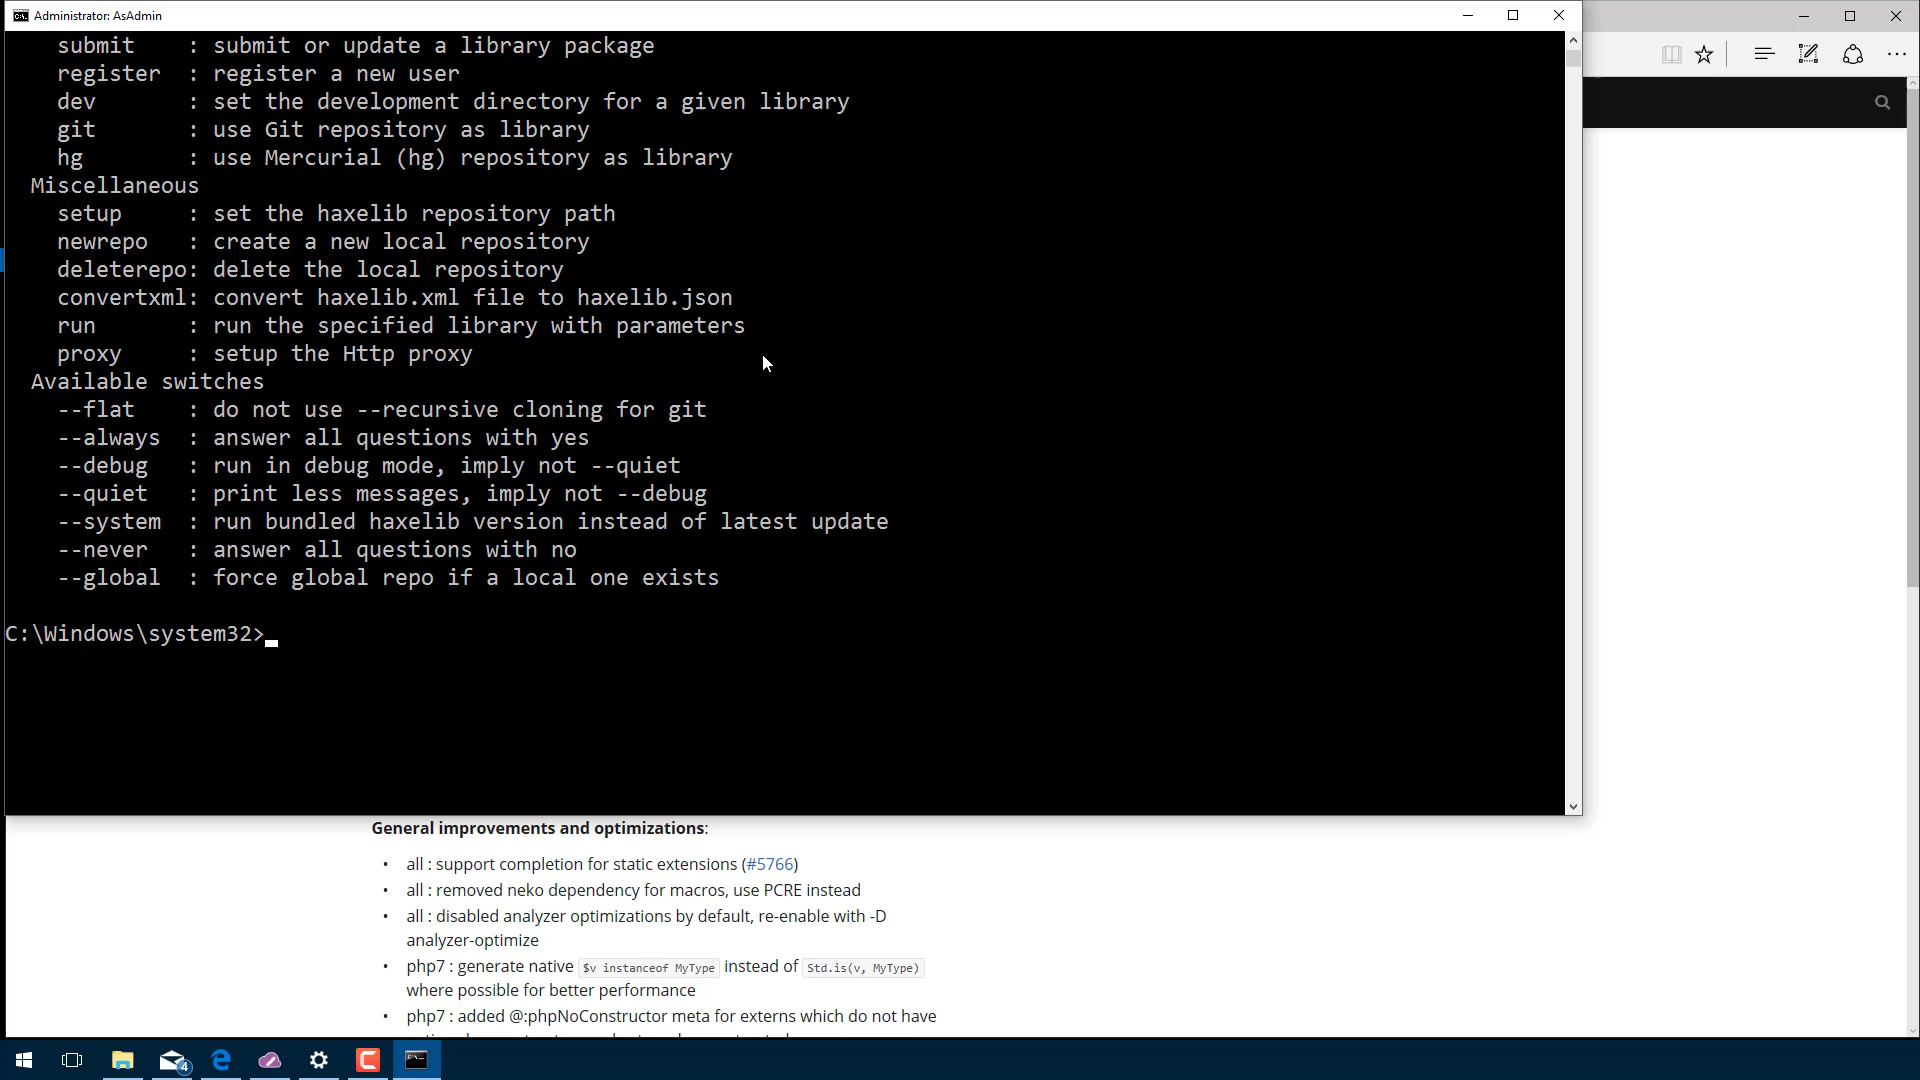 Administrator: AsAdmin
submit : submit or update a library package
register : register a new user
dev : set the development directory for a given library
git : use Git repository as library
hg : use Mercurial (hg) repository as library
Miscellaneous
setup : set the haxelib repository path
newrepo : create a new local repository
deleterepo: delete the local repository
convertxml: convert haxelib.xml file to haxelib.json
run : run the specified library with parameters
proxy : setup the Http proxy
Available switches
--flat : do not use --recursive cloning for git
--always : answer all questions with yes
--debug : run in debug mode, imply not --quiet
--quiet : print less messages, imply not --debug
--system : run bundled haxelib version instead of latest update
--never : answer all questions with no
--global : force global repo if a local one exists
C:\Windows\system32>
General improvements and optimizations:
• all : support completion for static extensions (#5766)
• all : removed neko dependency for macros, use PCRE instead
• all : disabled analyzer optimizations by default, re-enable with -D
analyzer-optimize
• php7 : generate native $v instanceof MyType instead of Std.is(v, MyType)
where possible for better performance
• php7 : added @:phpNoConstructor meta for externs which do not have
4